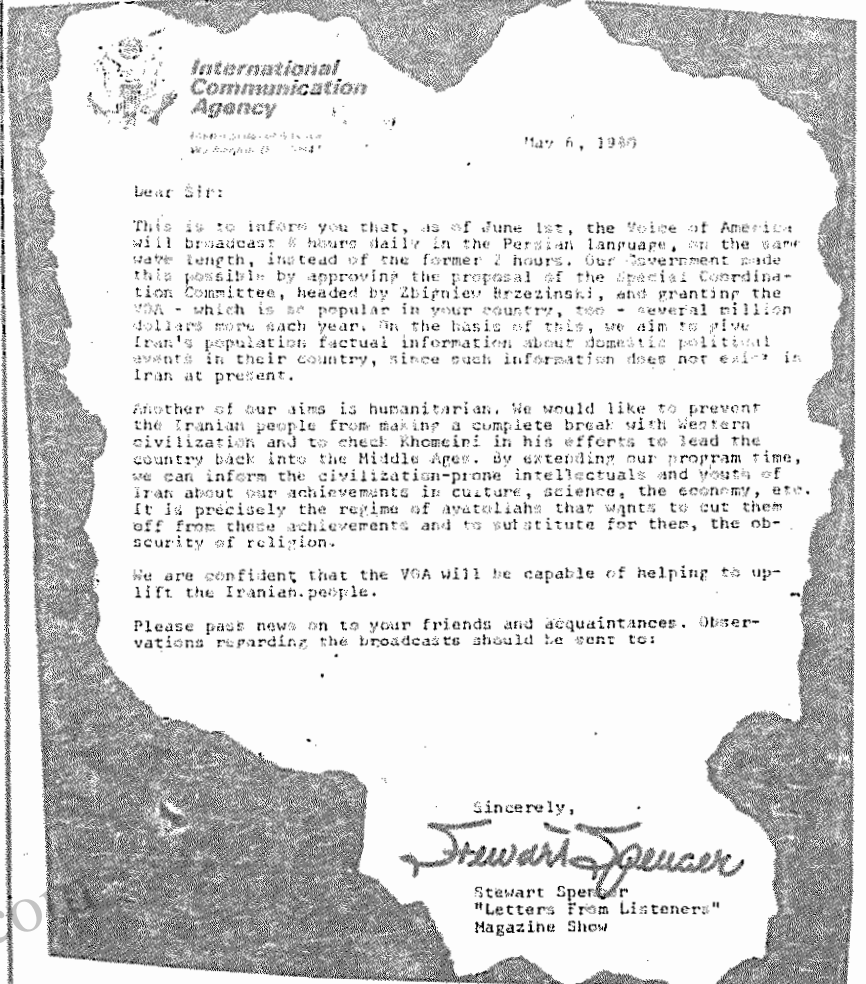 International
Communication
Agency
May 6, 1980
Dear Sir:
This is to inform you that, as of June 1st, the Voice of America
will broadcast 6 hours daily in the Persian language, on the same
wave length, instead of the former 2 hours. Our Government made
this possible by approving the proposal of the Special Coordina-
tion Committee, headed by Zbigniew Brzezinski, and granting the
VOA - which is so popular in your country, too - several million
dollars more each year. On the basis of this, we aim to give
Iran's population factual information about domestic political
events in their country, since such information does not exist in
Iran at present.
Another of our aims is humanitarian. We would like to prevent
the Iranian people from making a complete break with Western
civilization and to check Khomeini in his efforts to lead the
country back into the Middle Ages. By extending our program time,
we can inform the civilization-prone intellectuals and youth of
Iran about our achievements in culture, science, the economy, etc.
It is precisely the regime of ayatollahs that wants to cut them
off from these achievements and to substitute for them, the ob-
scurity of religion.
We are confident that the VOA will be capable of helping to up-
lift the Iranian people.
Please pass news on to your friends and acquaintances. Obser-
vations regarding the broadcasts should be sent to:
Sincerely,
Stewart Spencer
Stewart Spencer
"Letters From Listeners"
Magazine Show